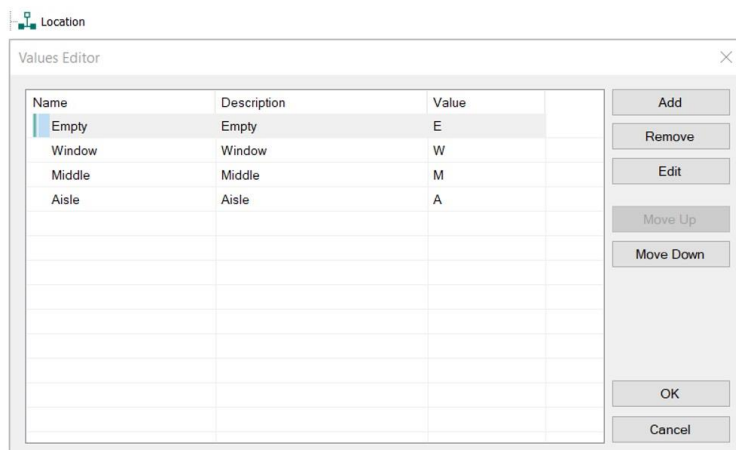 Location
Values Editor
Name Description Value
Empty Empty E
Window Window W
Middle Middle M
Aisle Aisle A
Add
Remove
Edit
Move Up
Move Down
OK
Cancel